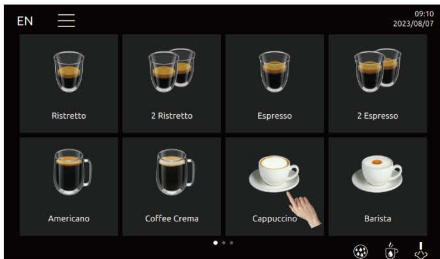 EN
09:10
2023/08/07
Ristretto
2 Ristretto
Espresso
2 Espresso
Americano
Coffee Crema
Cappuccino
Barista